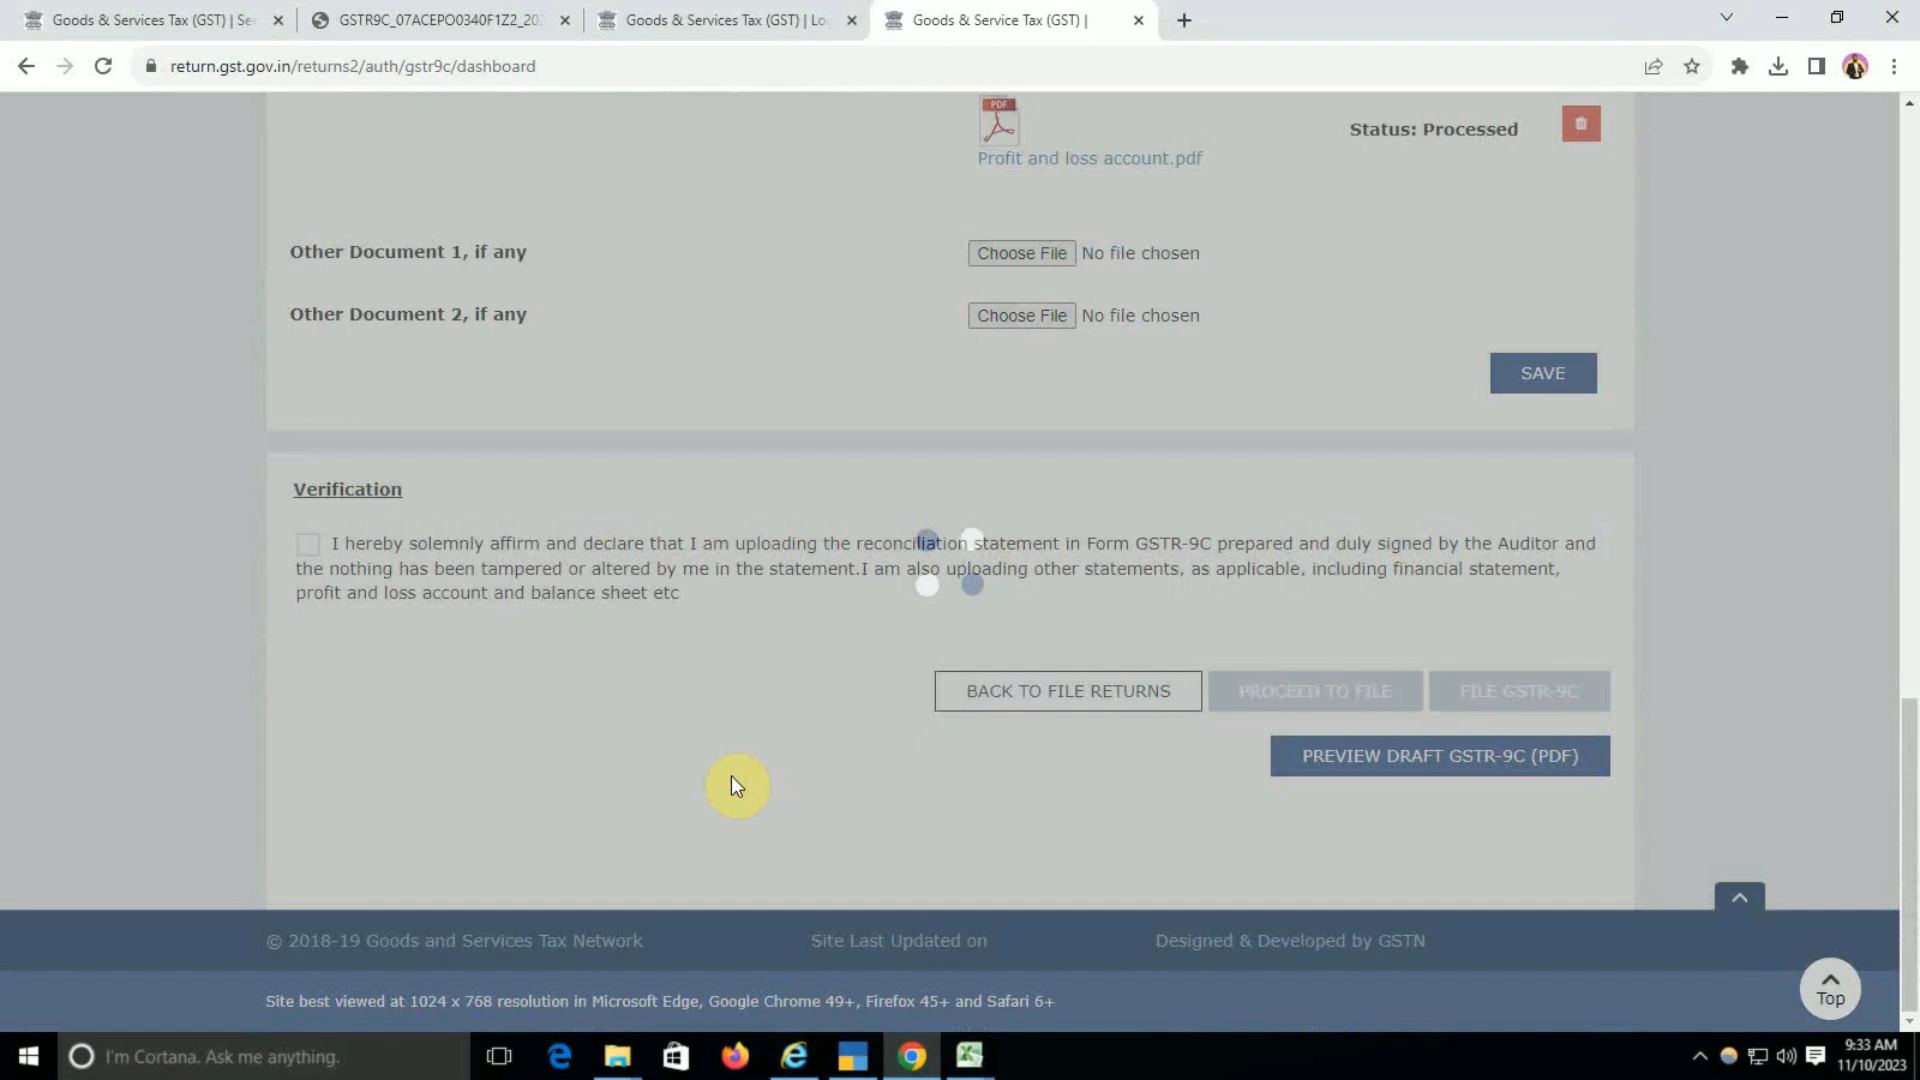 Goods & Services Tax (GST) | Se
GSTR9C_07ACEPO0340F1Z2_20
Goods & Services Tax (GST) | Lo
Goods & Service Tax (GST) |
return.gst.gov.in/returns2/auth/gstr9c/dashboard
PDF
Status: Processed
Profit and loss account.pdf
Other Document 1, if any
Choose File No file chosen
Other Document 2, if any
Choose File No file chosen
SAVE
Verification
I hereby solemnly affirm and declare that I am uploading the reconciliation statement in Form GSTR-9C prepared and duly signed by the Auditor and
the nothing has been tampered or altered by me in the statement.I am also uploading other statements, as applicable, including financial statement,
profit and loss account and balance sheet etc
BACK TO FILE RETURNS
PROCEED TO FILE
FILE GSTR-9C
PREVIEW DRAFT GSTR-9C (PDF)
© 2018-19 Goods and Services Tax Network
Site Last Updated on
Designed & Developed by GSTN
Site best viewed at 1024 x 768 resolution in Microsoft Edge, Google Chrome 49+, Firefox 45+ and Safari 6+
Top
I'm Cortana. Ask me anything.
9:33 AM
11/10/2023